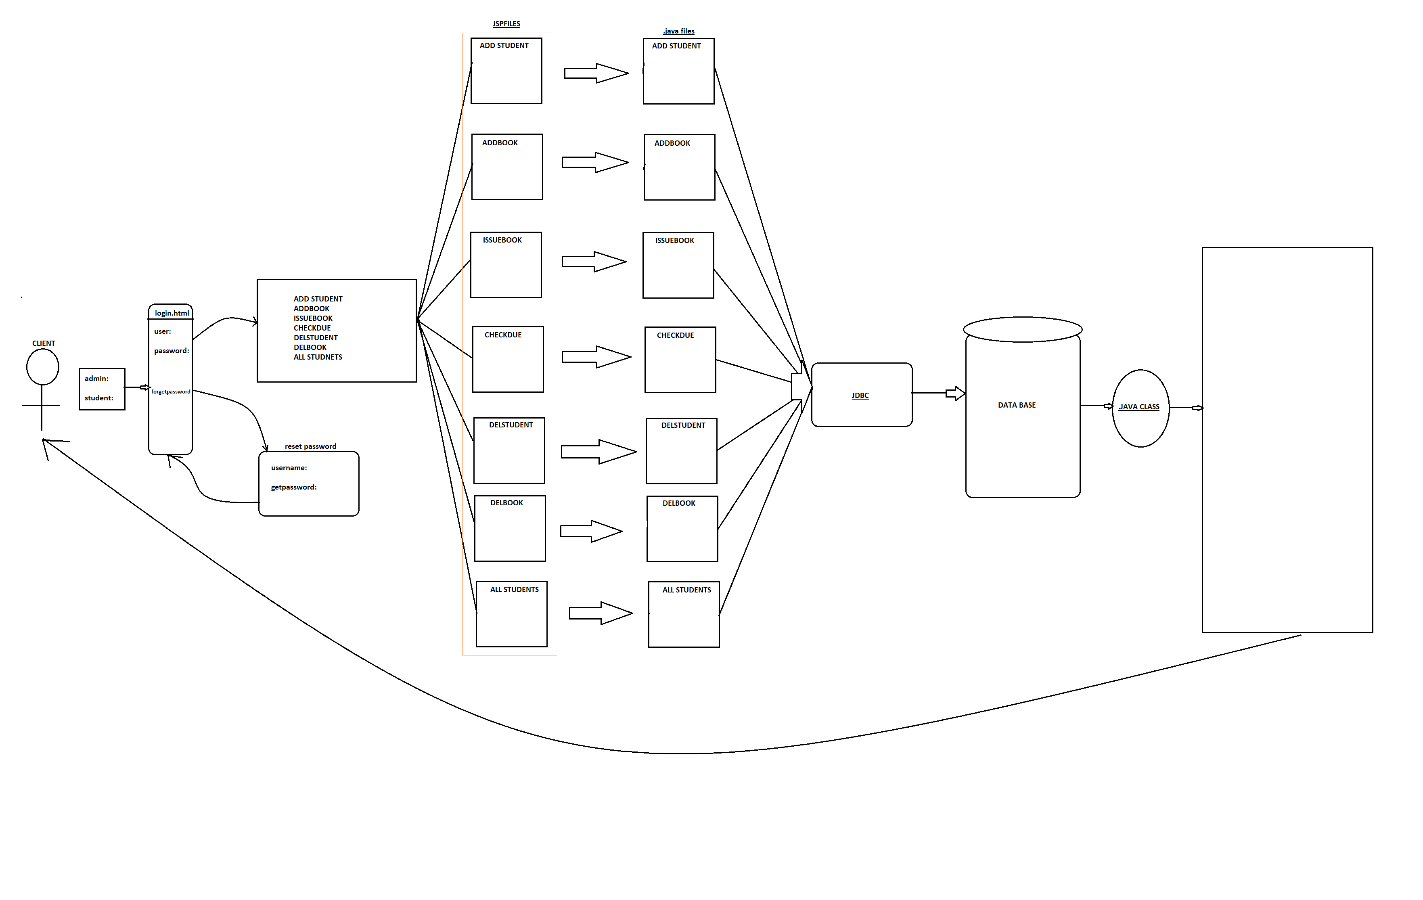 JSPFILES
.java files
ADD STUDENT
ADD STUDENT
ADDBOOK
ADDBOOK
ISSUEBOOK
ISSUEBOOK
CHECKDUE
CHECKDUE
DELSTUDENT
DELSTUDENT
DELBOOK
DELBOOK
ALL STUDENTS
ALL STUDENTS
CLIENT
admin:
student:
login.html
user:
password:
forgetpassword
ADD STUDENT
ADDBOOK
ISSUEBOOK
CHECKDUE
DELSTUDENT
DELBOOK
ALL STUDNETS
reset password
username:
getpassword:
JDBC
DATA BASE
.JAVA CLASS